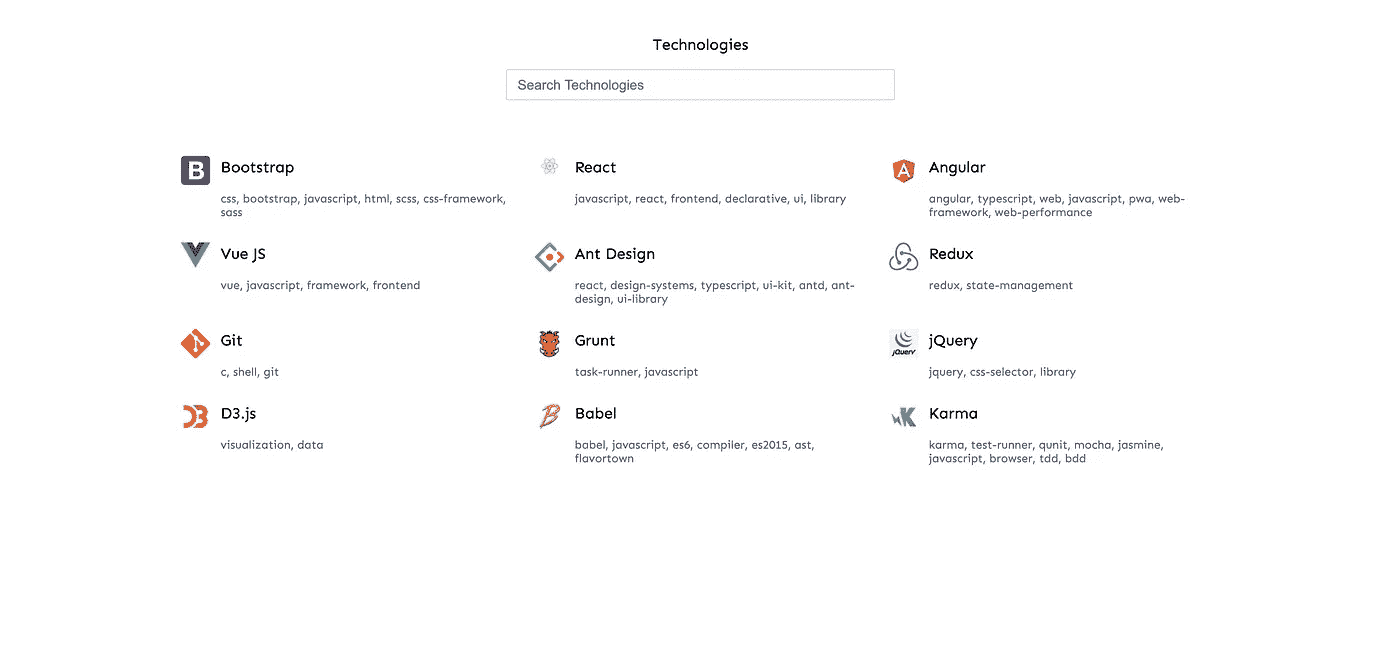 Technologies
Search Technologies
B
Bootstrap
css, bootstrap, javascript, html, scss, css-framework,
sass
React
javascript, react, frontend, declarative, ui, library
A
Angular
angular, typescript, web, javascript, pwa, web-
framework, web-performance
Vue JS
vue, javascript, framework, frontend
Ant Design
react, design-systems, typescript, ui-kit, antd, ant-
design, ui-library
Redux
redux, state-management
Git
c, shell, git
Grunt
task-runner, javascript
jQuery
jQuery
jquery, css-selector, library
D3
D3.js
visualization, data
B
Babel
babel, javascript, es6, compiler, es2015, ast,
flavortown
K
Karma
karma, test-runner, qunit, mocha, jasmine,
javascript, browser, tdd, bdd